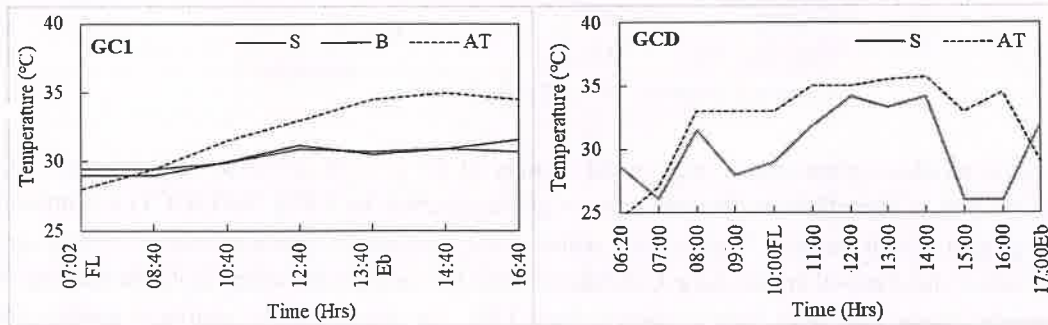 GC1
S B AT
Temperature (°C)
40
35
30
25
07:02
FL
08:40
10:40
12:40
13:40
Eb
14:40
16:40
Time (Hrs)
GCD
S AT
Temperature (°C)
40
35
30
25
06:20
07:00
08:00
09:00
10:00FL
11:00
12:00
13:00
14:00
15:00
16:00
17:00Eb
Time (Hrs)